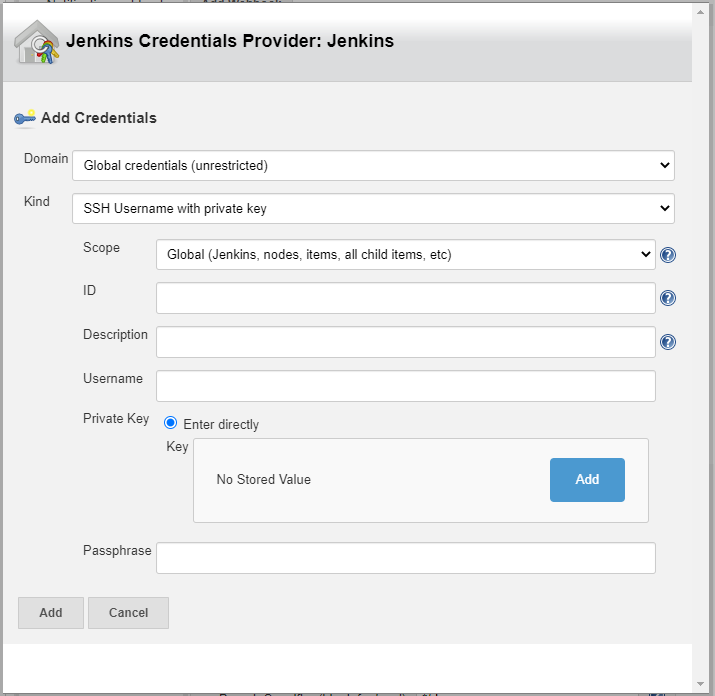 Jenkins Credentials Provider: Jenkins
Add Credentials
Domain
Global credentials (unrestricted)
Kind
SSH Username with private key
Scope
Global (Jenkins, nodes, items, all child items, etc)
ID
Description
Username
Private Key
Enter directly
Key
No Stored Value
Add
Passphrase
Add
Cancel